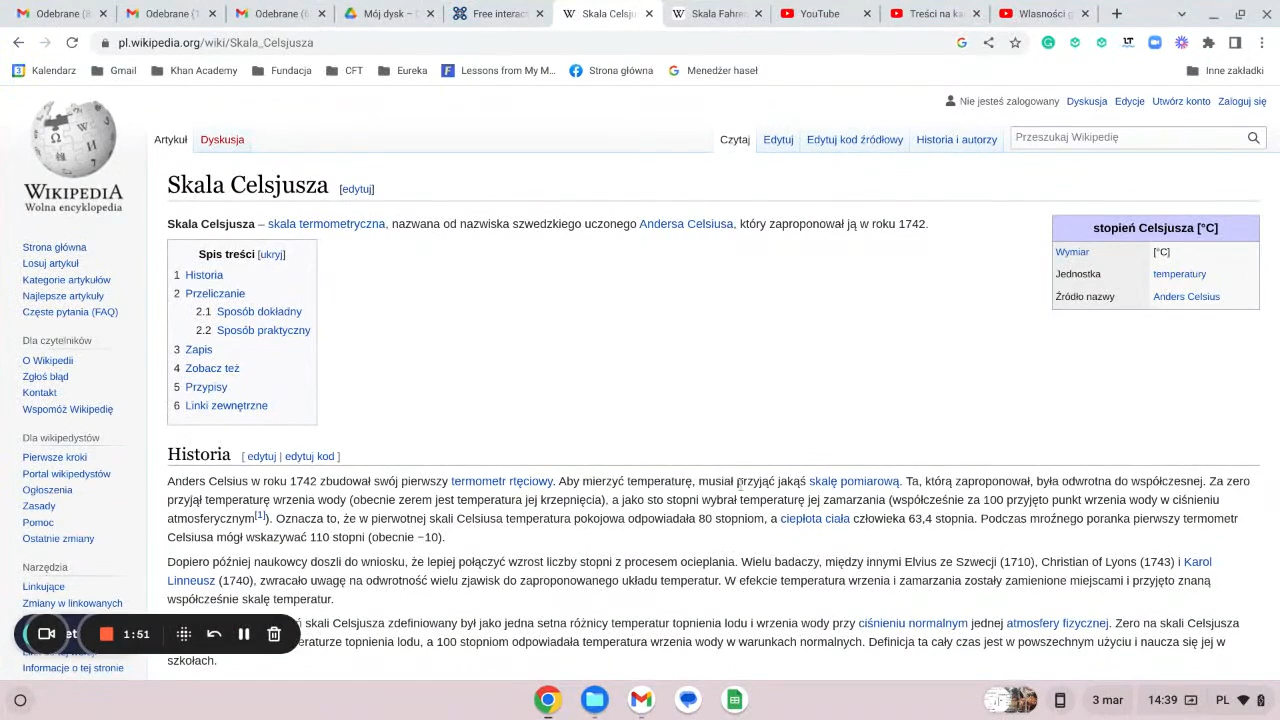 Odebrane (
Odebrane (1
Odebrane (6
Mój dysk – D
Free interac
Skala Celsju
Skala Fahre
YouTube
Treści na ka
Własności g
pl.wikipedia.org/wiki/Skala_Celsjusza
Kalendarz
Gmail
Khan Academy
Fundacja
CFT
Eureka
Lessons from My M...
Strona główna
Menedżer haseł
Inne zakładki
Nie jesteś zalogowany
Dyskusja
Edycje
Utwórz konto
Zaloguj się
Artykuł
Dyskusja
Czytaj
Edytuj
Edytuj kod źródłowy
Historia i autorzy
Przeszukaj Wikipedię
WIKIPEDIA
Wolna encyklopedia
Strona główna
Losuj artykuł
Kategorie artykułów
Najlepsze artykuły
Częste pytania (FAQ)
Dla czytelników
O Wikipedii
Zgłoś błąd
Kontakt
Wspomóż Wikipedię
Dla wikipedystów
Pierwsze kroki
Portal wikipedystów
Ogłoszenia
Zasady
Pomoc
Ostatnie zmiany
Narzędzia
Linkujące
Zmiany w linkowanych
Informacje o tej stronie
Skala Celsjusza [edytuj]
Skala Celsjusza – skala termometryczna, nazwana od nazwiska szwedzkiego uczonego Andersa Celsiusa, który zaproponował ją w roku 1742.
stopień Celsjusza [°C]
Wymiar [°C]
Jednostka temperatury
Źródło nazwy Anders Celsius
Spis treści [ukryj]
1 Historia
2 Przeliczanie
2.1 Sposób dokładny
2.2 Sposób praktyczny
3 Zapis
4 Zobacz też
5 Przypisy
6 Linki zewnętrzne
Historia [ edytuj | edytuj kod ]
Anders Celsius w roku 1742 zbudował swój pierwszy termometr rtęciowy. Aby mierzyć temperaturę, musiał przyjąć jakąś skalę pomiarową. Ta, którą zaproponował, była odwrotna do współczesnej. Za zero
przyjął temperaturę wrzenia wody (obecnie zerem jest temperatura jej krzepnięcia), a jako sto stopni wybrał temperaturę jej zamarzania (współcześnie za 100 przyjęto punkt wrzenia wody w ciśnieniu
atmosferycznym[1]). Oznacza to, że w pierwotnej skali Celsiusa temperatura pokojowa odpowiadała 80 stopniom, a ciepłota ciała człowieka 63,4 stopnia. Podczas mroźnego poranka pierwszy termometr
Celsiusa mógł wskazywać 110 stopni (obecnie −10).
Dopiero później naukowcy doszli do wniosku, że lepiej połączyć wzrost liczby stopni z procesem ocieplania. Wielu badaczy, między innymi Elvius ze Szwecji (1710), Christian of Lyons (1743) i Karol
Linneusz (1740), zwracało uwagę na odwrotność wielu zjawisk do zaproponowanego układu temperatur. W efekcie temperatura wrzenia i zamarzania zostały zamienione miejscami i przyjęto znaną
współcześnie skalę temperatur.
skali Celsjusza zdefiniowany był jako jedna setna różnicy temperatur topnienia lodu i wrzenia wody przy ciśnieniu normalnym jednej atmosfery fizycznej. Zero na skali Celsjusza
eraturze topnienia lodu, a 100 stopniom odpowiadała temperatura wrzenia wody w warunkach normalnych. Definicja ta cały czas jest w powszechnym użyciu i naucza się jej w
szkołach.
1:51
3 mar
14:39
PL